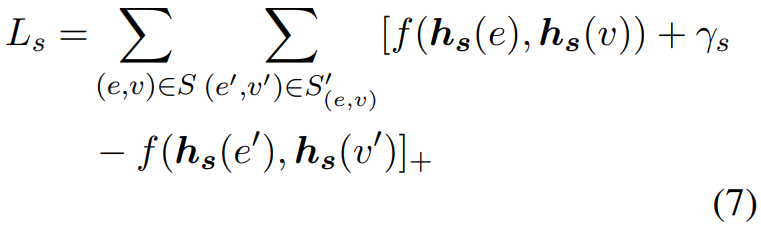 L_s = \sum_{(e,v)\in S} \sum_{(e',v')\in S'_{(e,v)}} [f(\boldsymbol{h_s}(e), \boldsymbol{h_s}(v)) + \gamma_s
- f(\boldsymbol{h_s}(e'), \boldsymbol{h_s}(v'))]_+
(7)